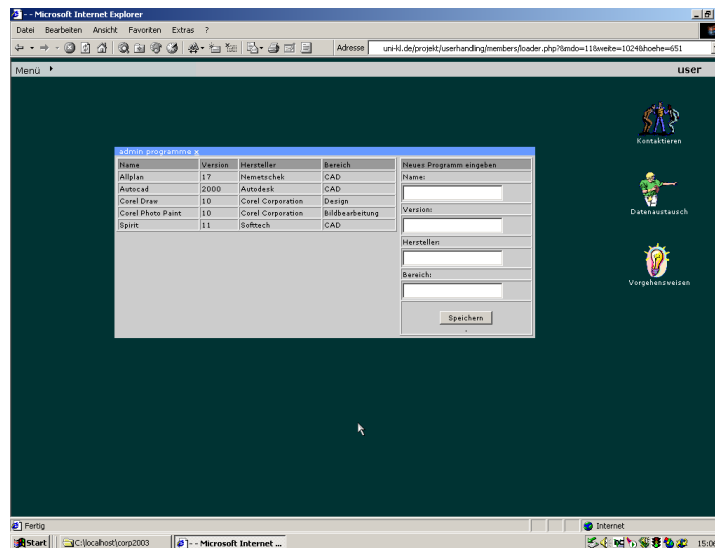 - - Microsoft Internet Explorer
Datei Bearbeiten Ansicht Favoriten Extras ?
Adresse uni-kl.de/projekt/userhandling/members/loader.php?&mdo=11&weite=1024&hoehe=651
Menü user
Kontaktieren
Datenaustausch
Vorgehensweisen
admin programme x
Name Version Hersteller Bereich
Allplan 17 Nemetschek CAD
Autocad 2000 Autodesk CAD
Corel Draw 10 Corel Corporation Design
Corel Photo Paint 10 Corel Corporation Bildbearbeitung
Spirit 11 Softtech CAD
Neues Programm eingeben
Name:
Version:
Hersteller:
Bereich:
Speichern
-
Fertig Internet
Start C:\localhost\corp2003 - - Microsoft Internet ... 15:0